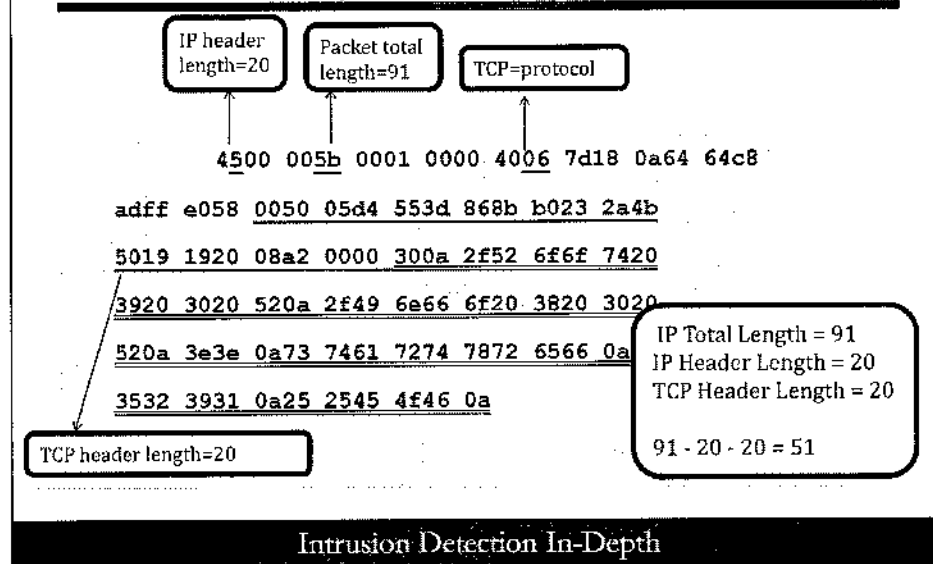 IP header
length=20
Packet total
length=91
TCP=protocol
4500 005b 0001 0000 4006 7d18 0a64 64c8
adff e058 0050 05d4 553d 868b b023 2a4b
5019 1920 08a2 0000 300a 2f52 6f6f 7420
3920 3020 520a 2f49 6e66 6f20 3820 3020
520a 3e3e 0a73 7461 7274 7872 6566 0a
3532 3931 0a25 2545 4f46 0a
IP Total Length = 91
IP Header Length = 20
TCP Header Length = 20
91 - 20 - 20 = 51
TCP header length=20
Intrusion Detection In-Depth